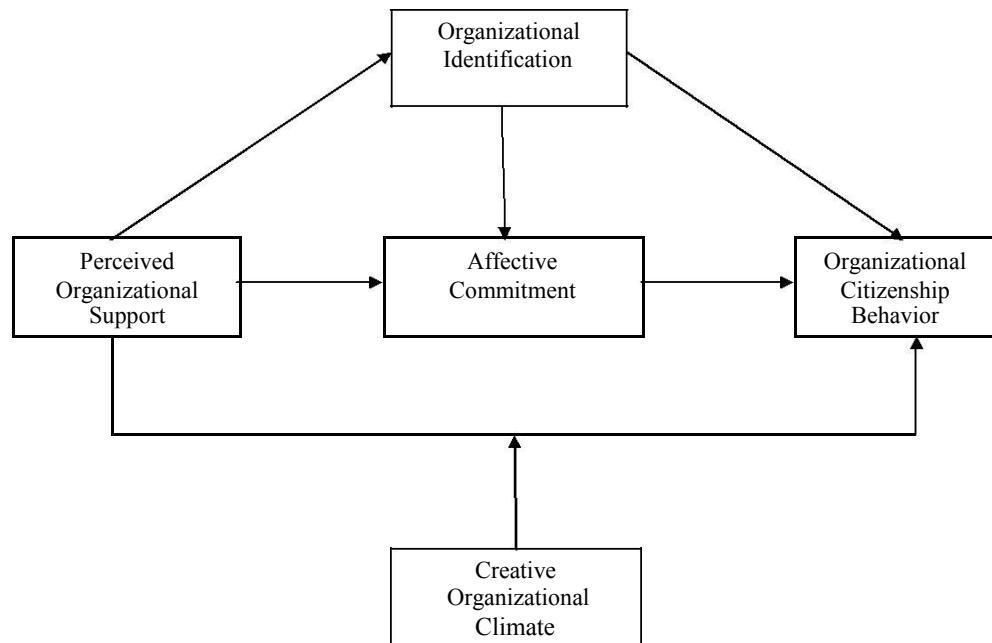 Organizational
Identification
Perceived
Organizational
Support
Affective
Commitment
Organizational
Citizenship
Behavior
Creative
Organizational
Climate